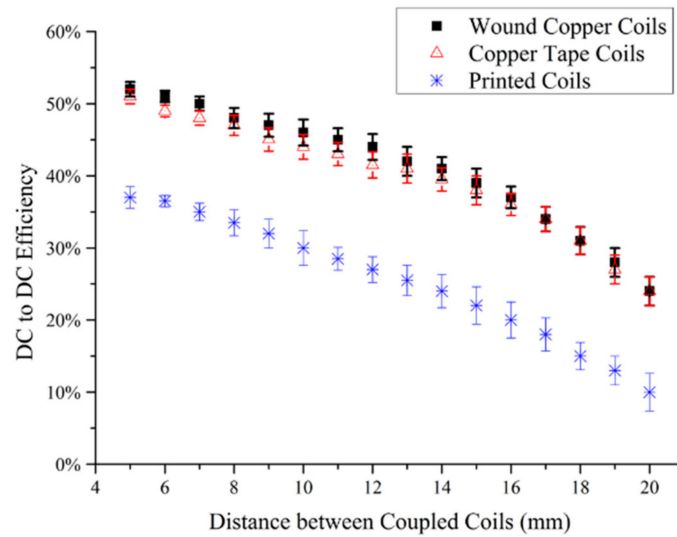 Wound Copper Coils
Copper Tape Coils
Printed Coils
60%
50%
40%
30%
20%
10%
0%
DC to DC Efficiency
4 6 8 10 12 14 16 18 20
Distance between Coupled Coils (mm)